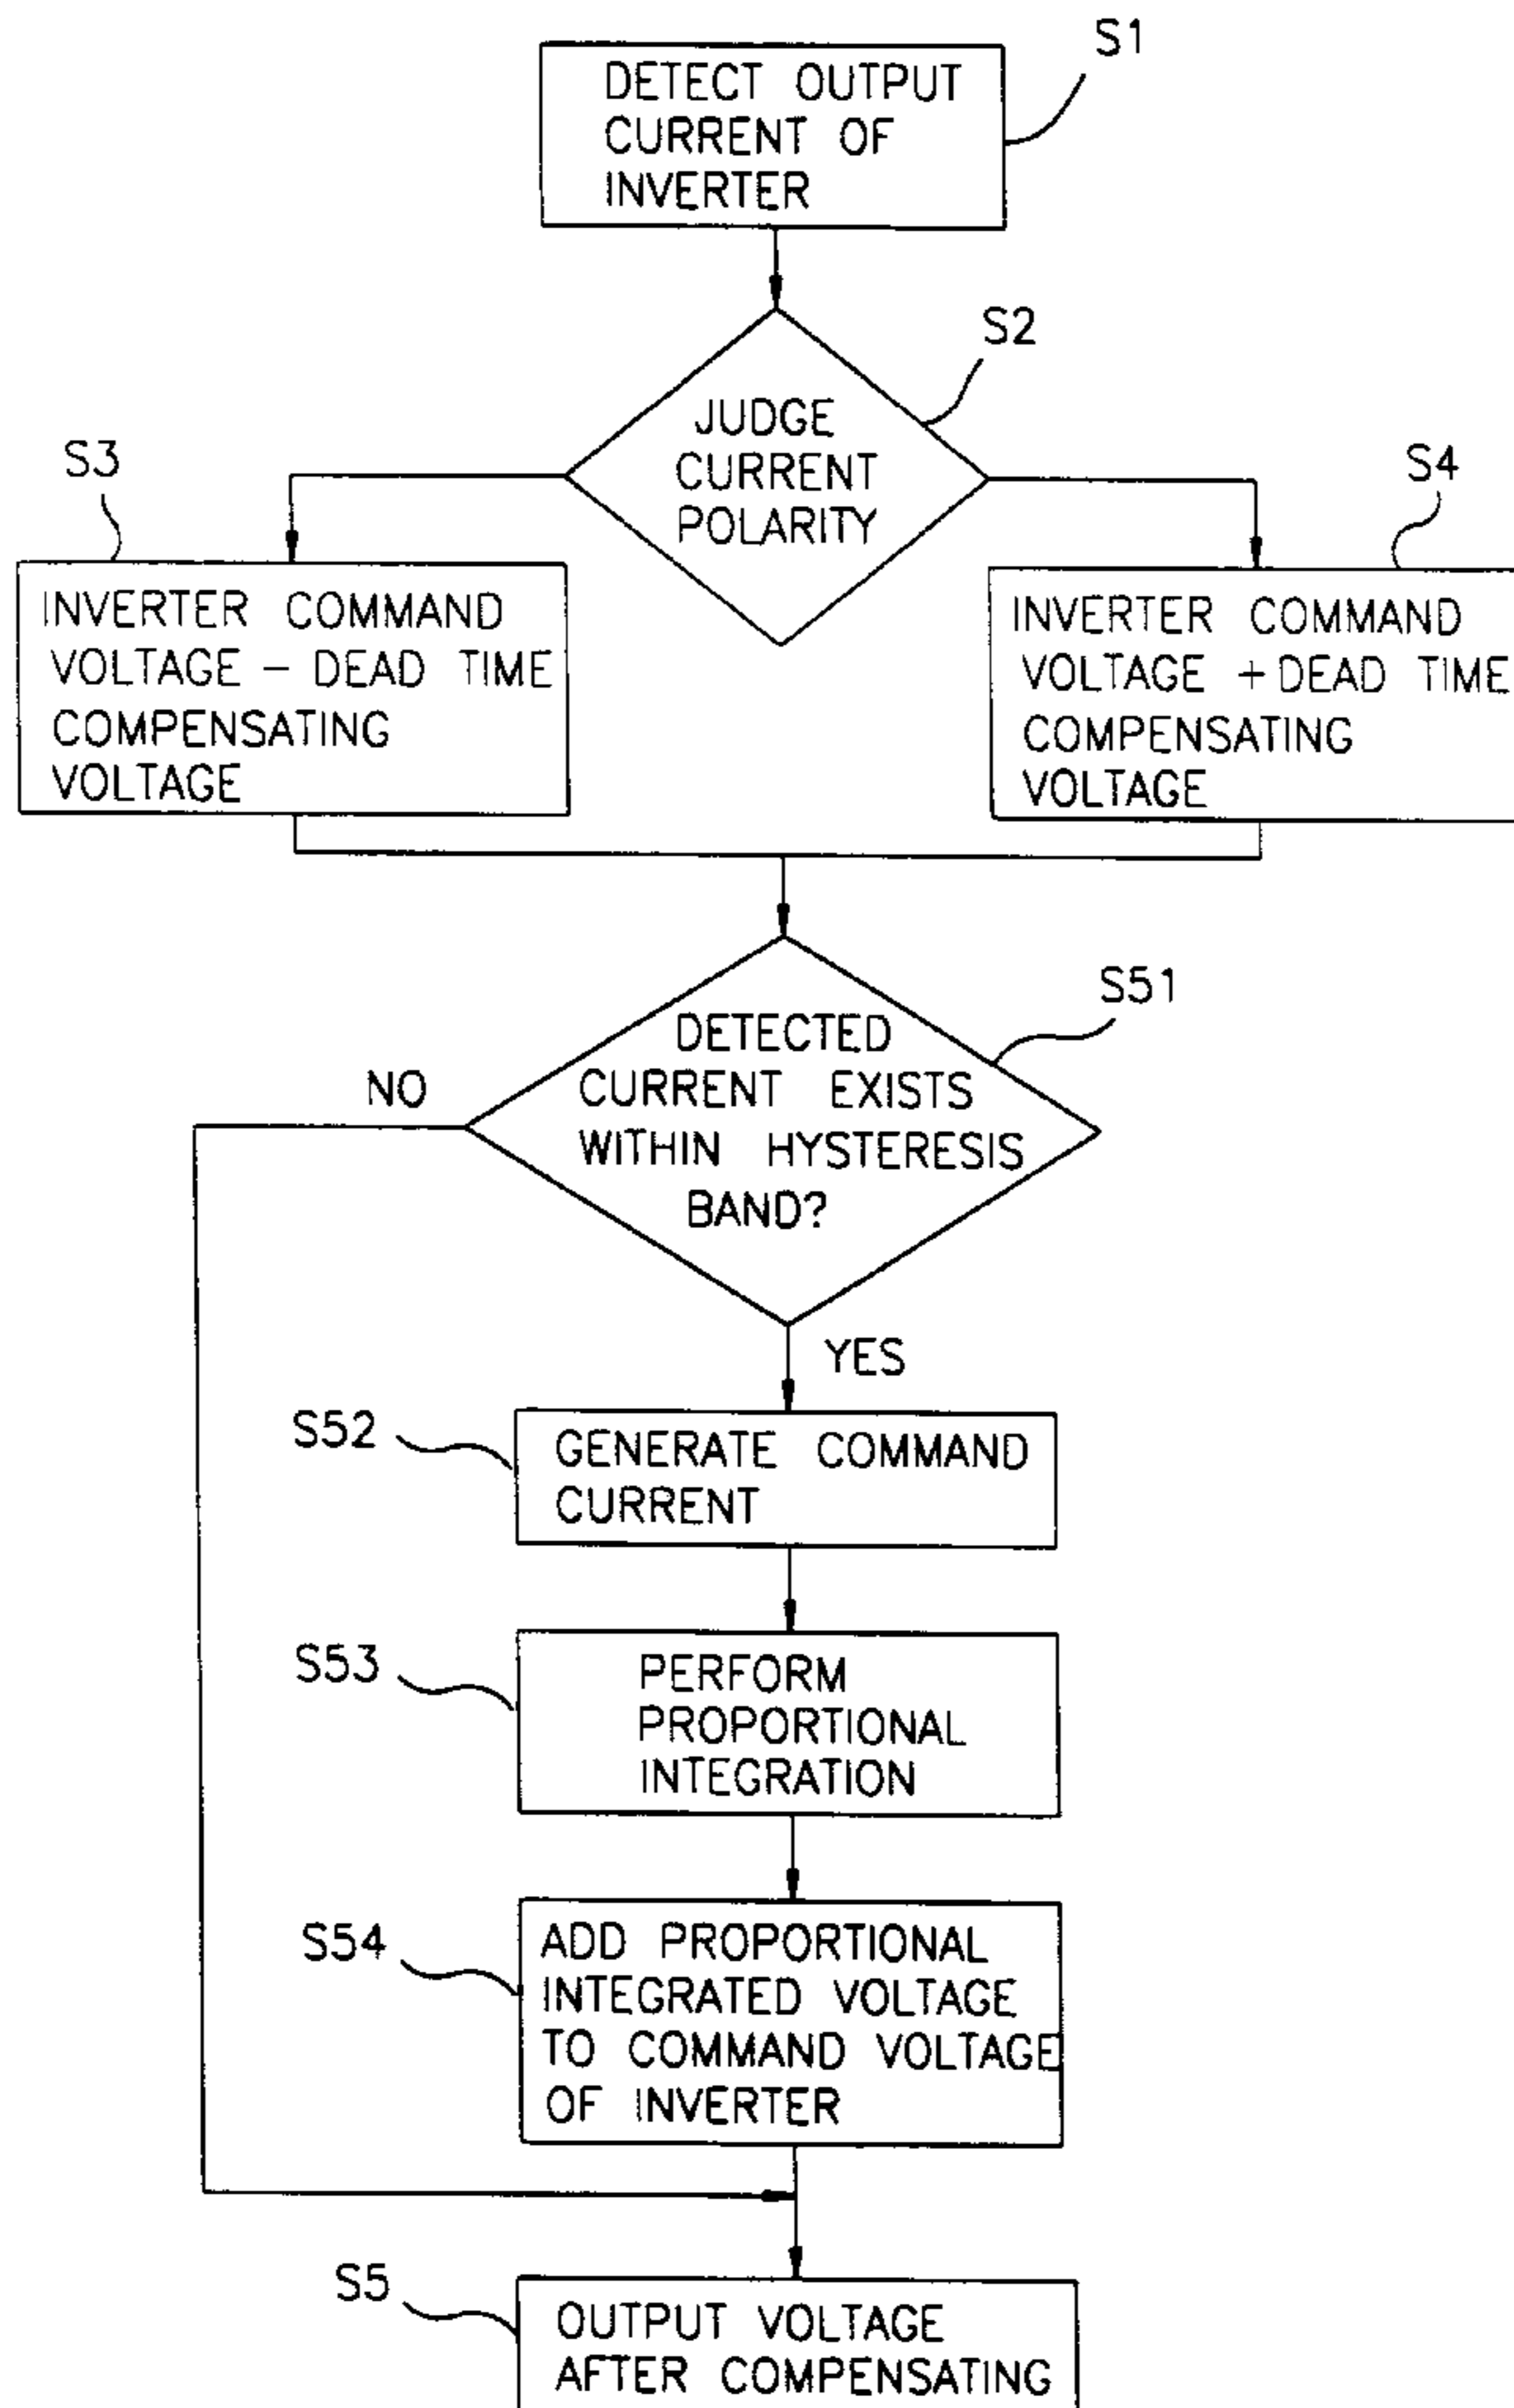 S1
DETECT OUTPUT
CURRENT OF
INVERTER
S2
JUDGE
CURRENT
POLARITY
S3
INVERTER COMMAND
VOLTAGE - DEAD TIME
COMPENSATING
VOLTAGE
S4
INVERTER COMMAND
VOLTAGE + DEAD TIME
COMPENSATING
VOLTAGE
S51
DETECTED
CURRENT EXISTS
WITHIN HYSTERESIS
BAND?
NO
YES
S52
GENERATE COMMAND
CURRENT
S53
PERFORM
PROPORTIONAL
INTEGRATION
S54
ADD PROPORTIONAL
INTEGRATED VOLTAGE
TO COMMAND VOLTAGE
OF INVERTER
S5
OUTPUT VOLTAGE
AFTER COMPENSATING